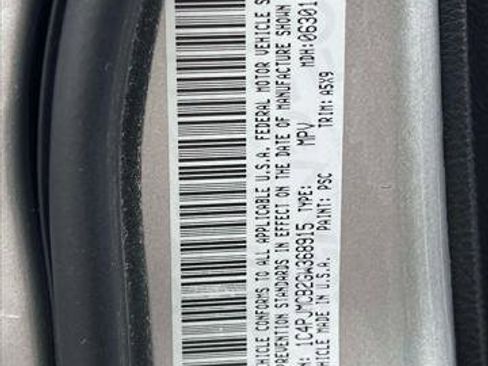 VEHICLE CONFORMS TO ALL APPLICABLE U.S.A. FEDERAL MOTOR VEHICLE S
PREVENTION STANDARDS IN EFFECT ON THE DATE OF MANUFACTURE SHOWN
1C4PJMCB2GW368915 TYPE: MPV MDH:06301
VEHICLE MADE IN U.S.A. PAINT: PSC TRIM: A5X9